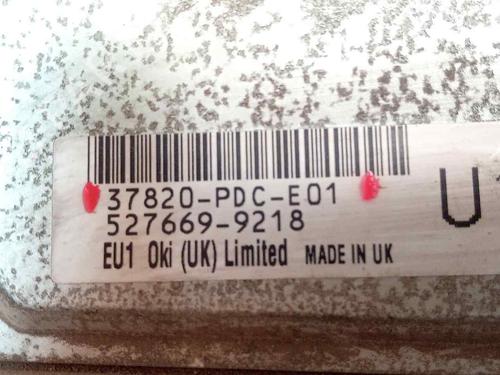 37820-PDC-E01
527669-9218
EU1 Oki (UK) Limited MADE IN UK
U